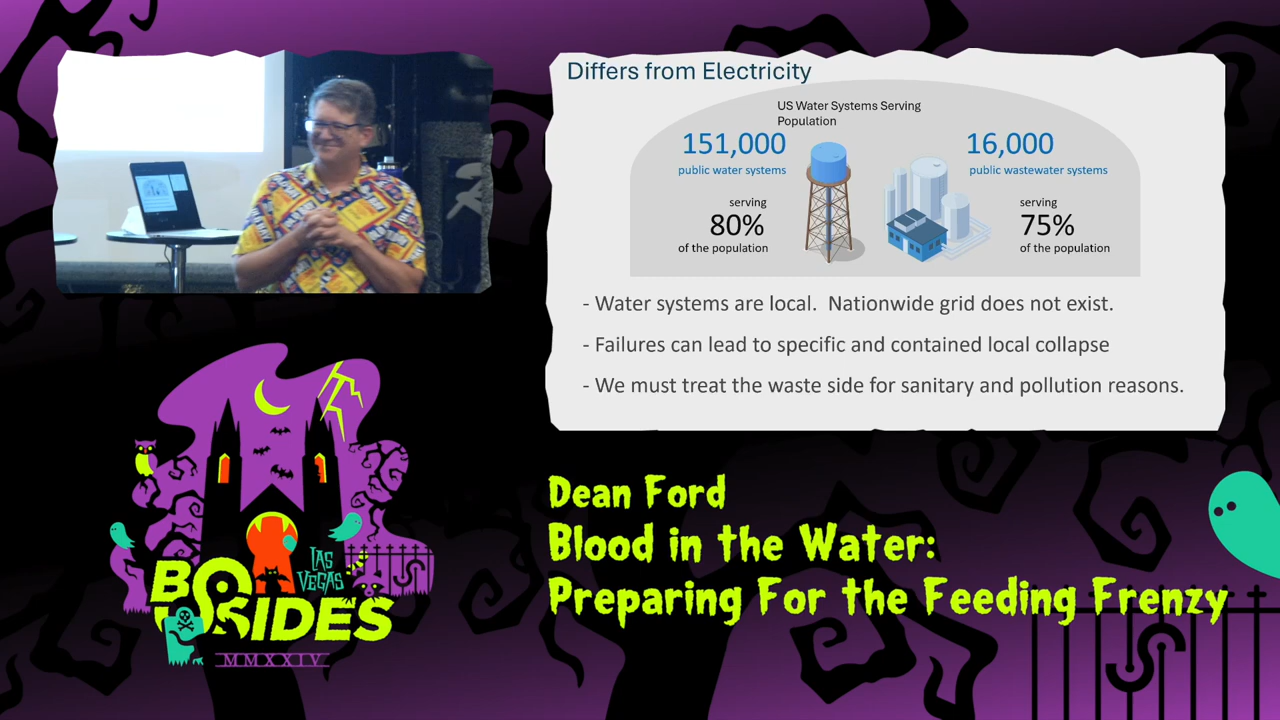 Differs from Electricity
US Water Systems Serving
Population
151,000
public water systems
serving
80%
of the population
16,000
public wastewater systems
serving
75%
of the population
- Water systems are local.  Nationwide grid does not exist.
- Failures can lead to specific and contained local collapse
- We must treat the waste side for sanitary and pollution reasons.
LAS
VEGAS
BSIDES
MMXXIV
Dean Ford
Blood in the Water:
Preparing For the Feeding Frenzy